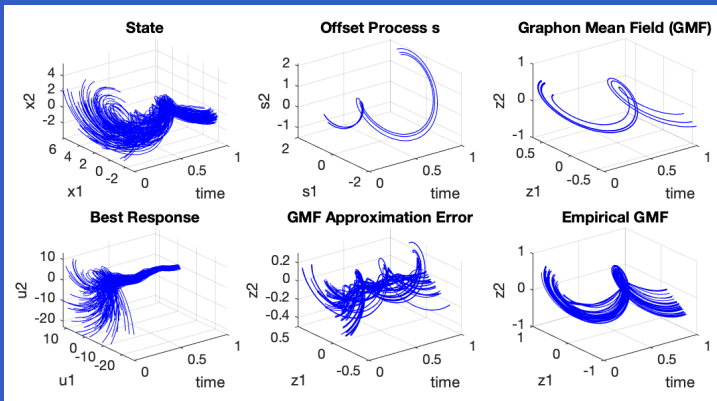 State
Offset Process s
Graphon Mean Field (GMF)
4
2
0
-2
x2
6
4
2
0
-2
x1
0
0.5
1
time
2
1
0
-1
s2
2
0
-2
s1
0
0.5
1
time
1
0
-1
z2
0.5
0
-0.5
z1
0
0.5
1
time
Best Response
GMF Approximation Error
Empirical GMF
10
0
-10
-20
u2
10
0
-10
-20
u1
0
0.5
1
time
0.2
0
-0.2
-0.4
z2
0.5
0
-0.5
z1
0
0.5
1
time
1
0
-1
z2
1
0
-1
z1
0
0.5
1
time